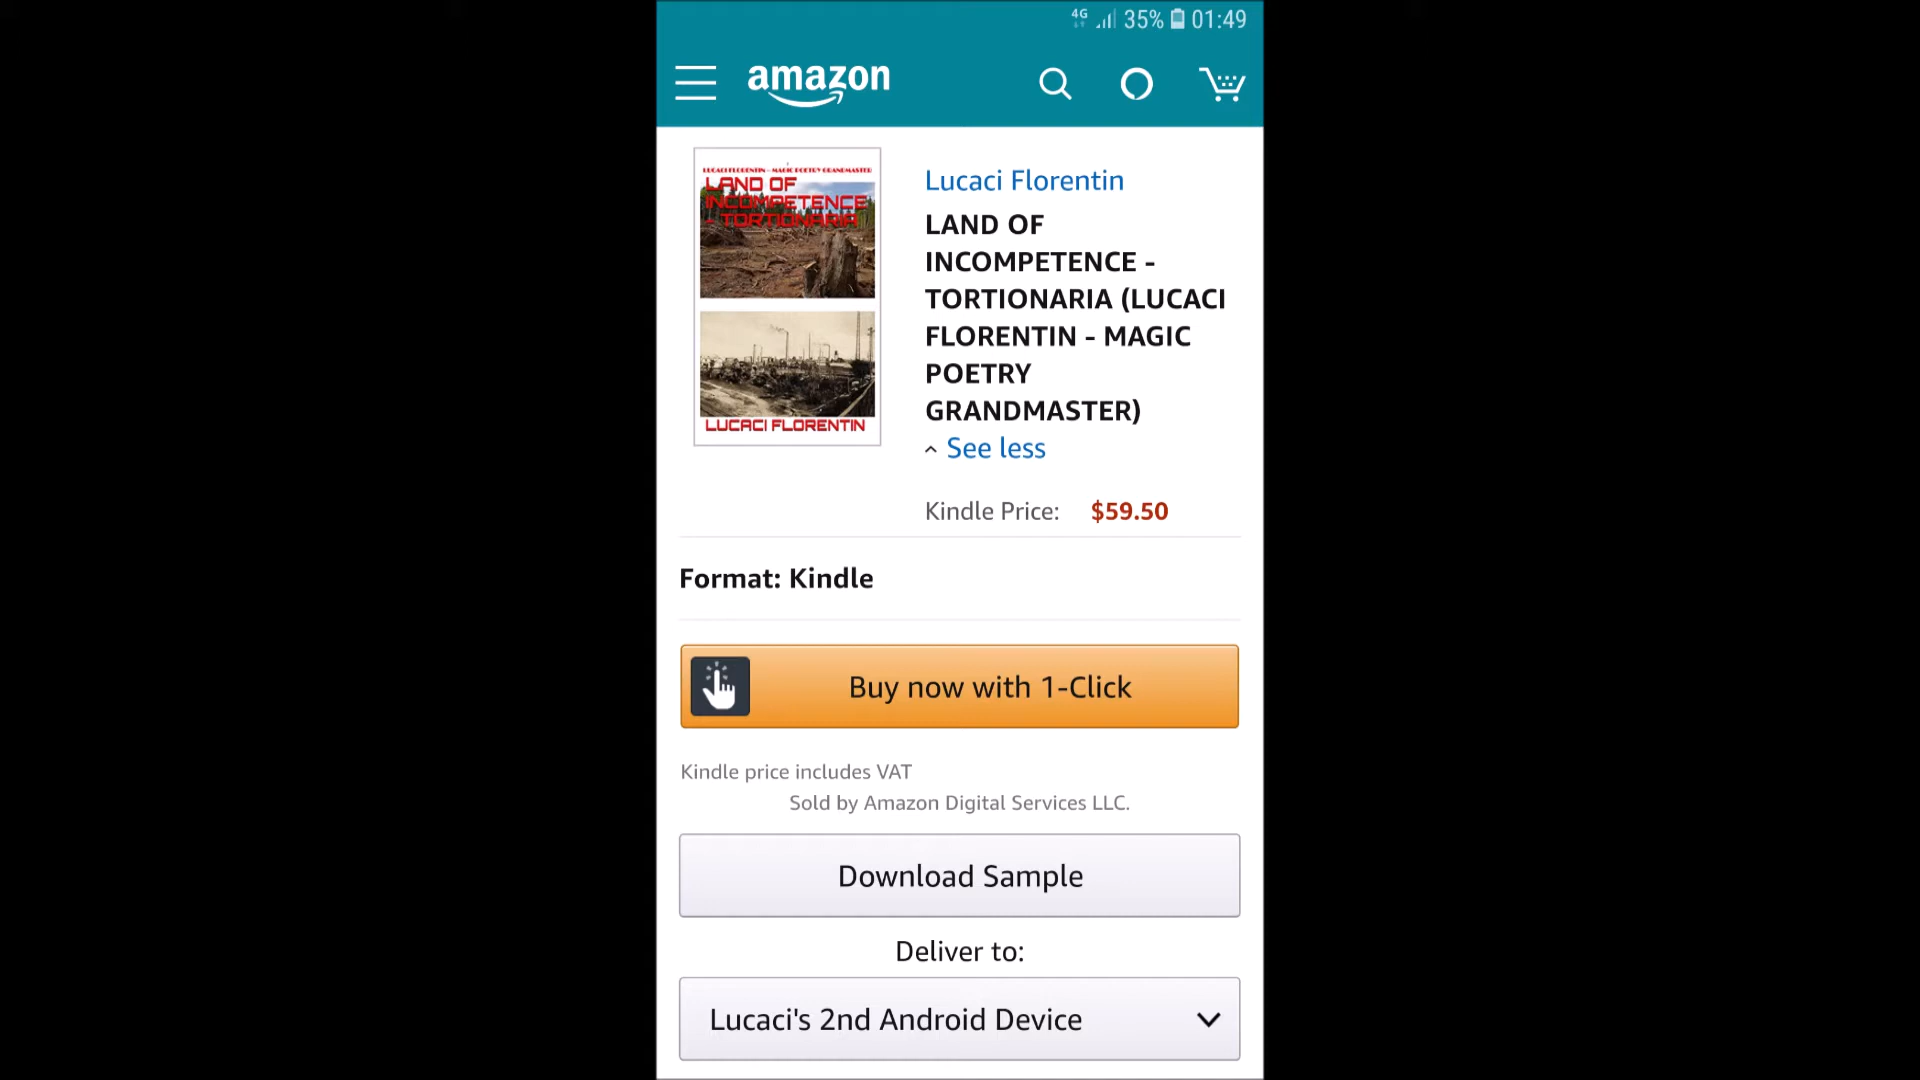 4G 35% 01:49
amazon
LUCACI FLORENTIN - MAGIC POETRY GRANDMASTER
LAND OF
INCOMPETENCE
- TORTIONARIA
LUCACI FLORENTIN
Lucaci Florentin
LAND OF
INCOMPETENCE -
TORTIONARIA (LUCACI
FLORENTIN - MAGIC
POETRY
GRANDMASTER)
See less
Kindle Price: $59.50
Format: Kindle
Buy now with 1-Click
Kindle price includes VAT
Sold by Amazon Digital Services LLC.
Download Sample
Deliver to:
Lucaci's 2nd Android Device